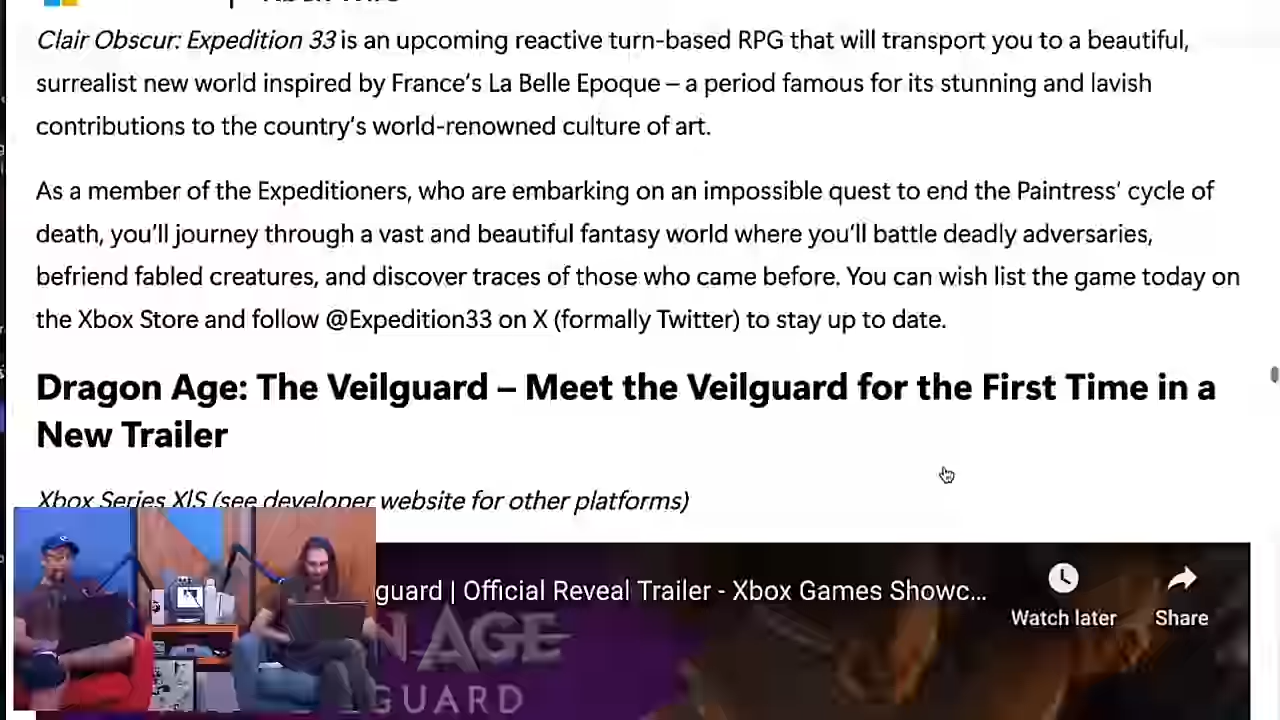 Clair Obscur: Expedition 33 is an upcoming reactive turn-based RPG that will transport you to a beautiful,
surrealist new world inspired by France’s La Belle Epoque – a period famous for its stunning and lavish
contributions to the country’s world-renowned culture of art.
As a member of the Expeditioners, who are embarking on an impossible quest to end the Paintress’ cycle of
death, you’ll journey through a vast and beautiful fantasy world where you’ll battle deadly adversaries,
befriend fabled creatures, and discover traces of those who came before. You can wish list the game today on
the Xbox Store and follow @Expedition33 on X (formally Twitter) to stay up to date.
Dragon Age: The Veilguard – Meet the Veilguard for the First Time in a
New Trailer
Xbox Series X|S (see developer website for other platforms)
guard | Official Reveal Trailer - Xbox Games Showc...
Watch later
Share
N AGE
GUARD